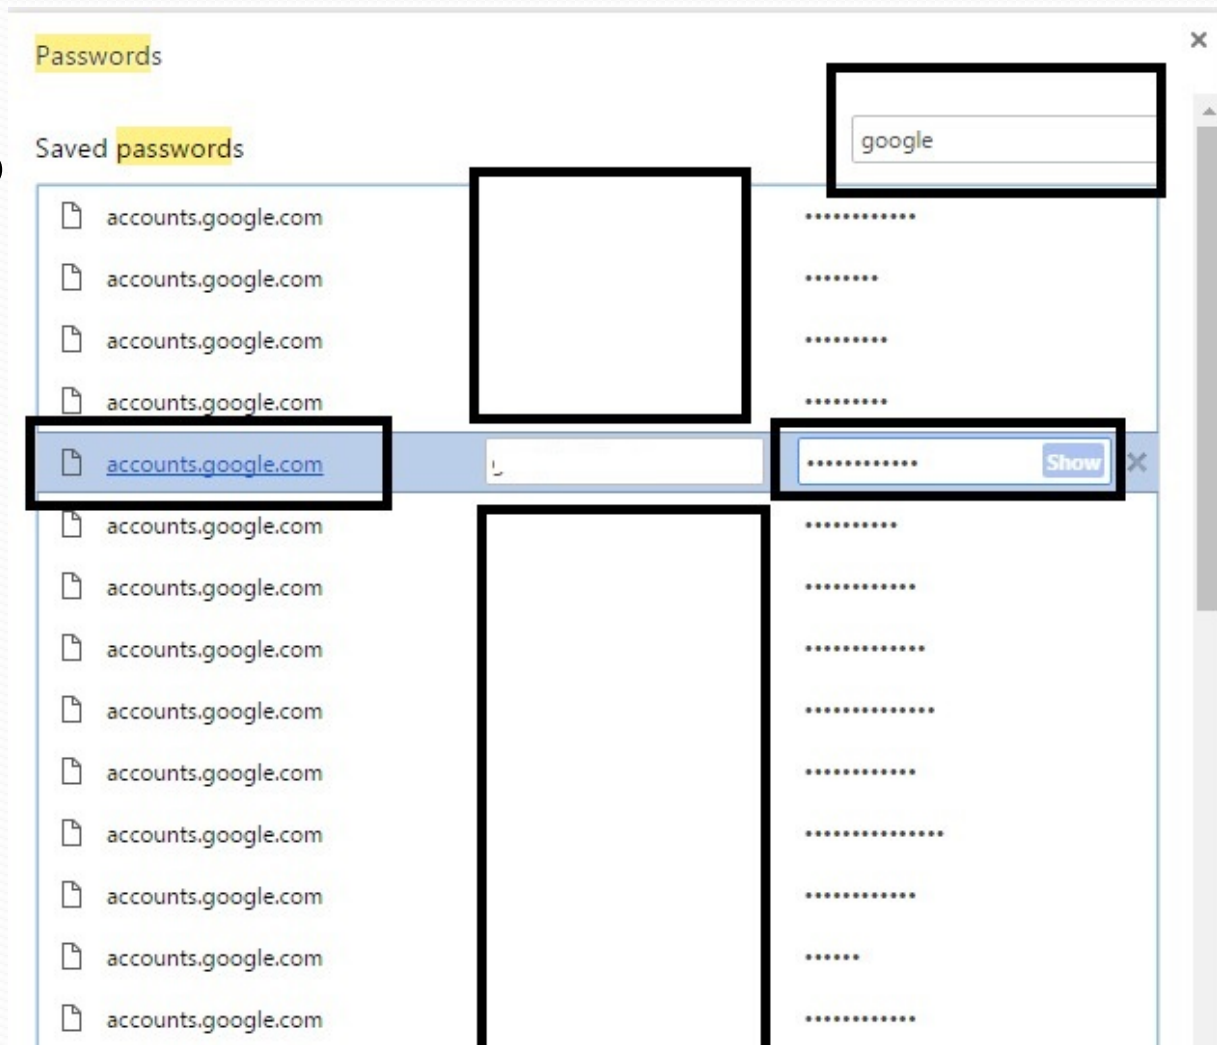 Passwords
google
Saved passwords
accounts.google.com ••••••••••••
accounts.google.com ••••••••
accounts.google.com •••••••••
accounts.google.com •••••••••
accounts.google.com •••••••••••• Show
accounts.google.com ••••••••••
accounts.google.com ••••••••••••
accounts.google.com •••••••••••••
accounts.google.com ••••••••••••••
accounts.google.com ••••••••••••
accounts.google.com •••••••••••••••
accounts.google.com ••••••••••••
accounts.google.com ••••••
accounts.google.com ••••••••••••